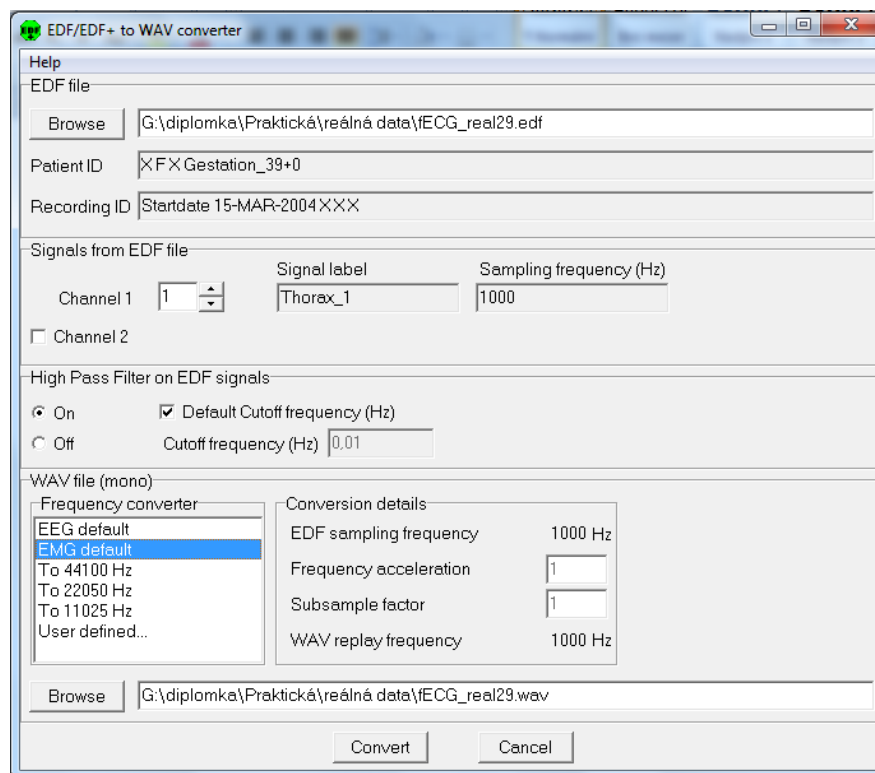 EDF/EDF+ to WAV converter
Help
EDF file
Browse G:\diplomka\Praktická\reálná data\fECG_real29.edf
Patient ID X F X Gestation_39+0
Recording ID Startdate 15-MAR-2004 X X X
Signals from EDF file
Signal label Sampling frequency (Hz)
Channel 1 1 Thorax_1 1000
Channel 2
High Pass Filter on EDF signals
On Default Cutoff frequency (Hz)
Off Cutoff frequency (Hz) 0,01
WAV file (mono)
Frequency converter Conversion details
EEG default
EDF sampling frequency 1000 Hz
EMG default
To 44100 Hz
Frequency acceleration 1
To 22050 Hz
To 11025 Hz
Subsample factor 1
User defined...
WAV replay frequency 1000 Hz
Browse G:\diplomka\Praktická\reálná data\fECG_real29.wav
Convert Cancel